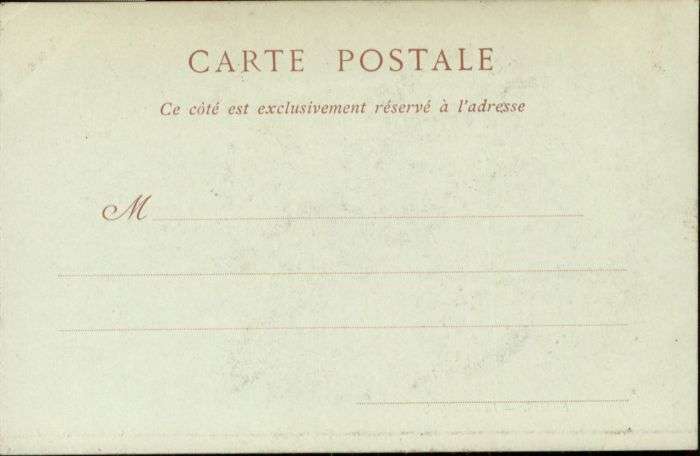 CARTE POSTALE
Ce côté est exclusivement réservé à l'adresse
M